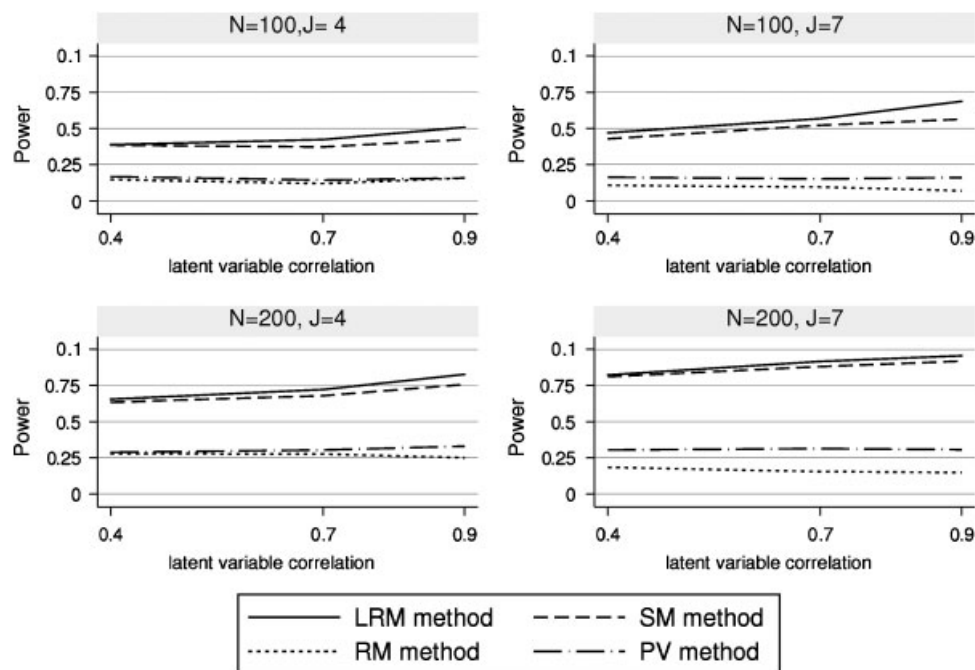 N=100,J= 4
Power
0.1
0.75
0.5
0.25
0
0.4
0.7
0.9
latent variable correlation
N=100, J=7
Power
0.1
0.75
0.5
0.25
0
0.4
0.7
0.9
latent variable correlation
N=200, J=4
Power
0.1
0.75
0.5
0.25
0
0.4
0.7
0.9
latent variable correlation
N=200, J=7
Power
0.1
0.75
0.5
0.25
0
0.4
0.7
0.9
latent variable correlation
LRM method
SM method
RM method
PV method